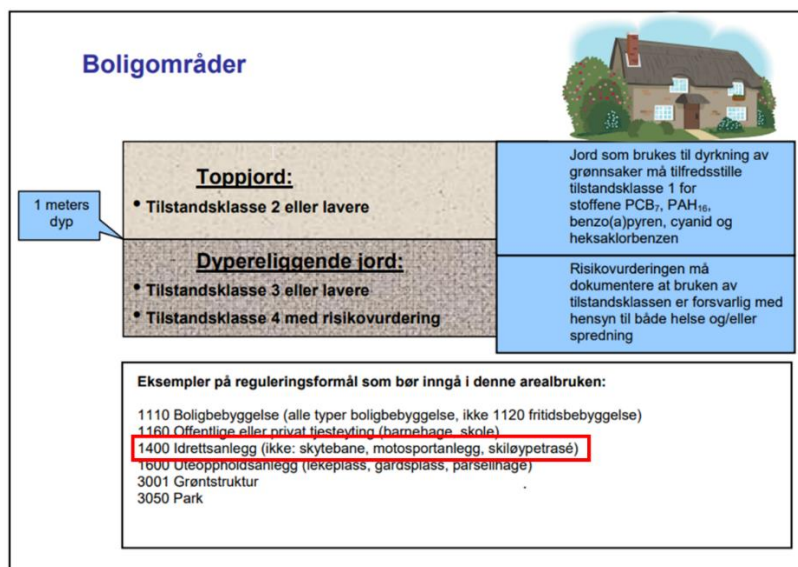 Boligområder
Toppjord:
• Tilstandsklasse 2 eller lavere
Jord som brukes til dyrkning av
grønnsaker må tilfredsstille
tilstandsklasse 1 for
stoffene PCB₇, PAH₁₆,
benzo(a)pyren, cyanid og
heksaklorbenzen
1 meters
dyp
Dypereliggende jord:
• Tilstandsklasse 3 eller lavere
• Tilstandsklasse 4 med risikovurdering
Risikovurderingen må
dokumentere at bruken av
tilstandsklassen er forsvarlig med
hensyn til både helse og/eller
spredning
Eksempler på reguleringsformål som bør inngå i denne arealbruken:
1110 Boligbebyggelse (alle typer boligbebyggelse, ikke 1120 fritidsbebyggelse)
1160 Offentlige eller privat tjesteyting (barnehage, skole)
1400 Idrettsanlegg (ikke: skytebane, motosportanlegg, skiløypetrasé)
1600 Uteoppholdsanlegg (lekeplass, gårdsplass, parsellhage)
3001 Grøntstruktur
3050 Park